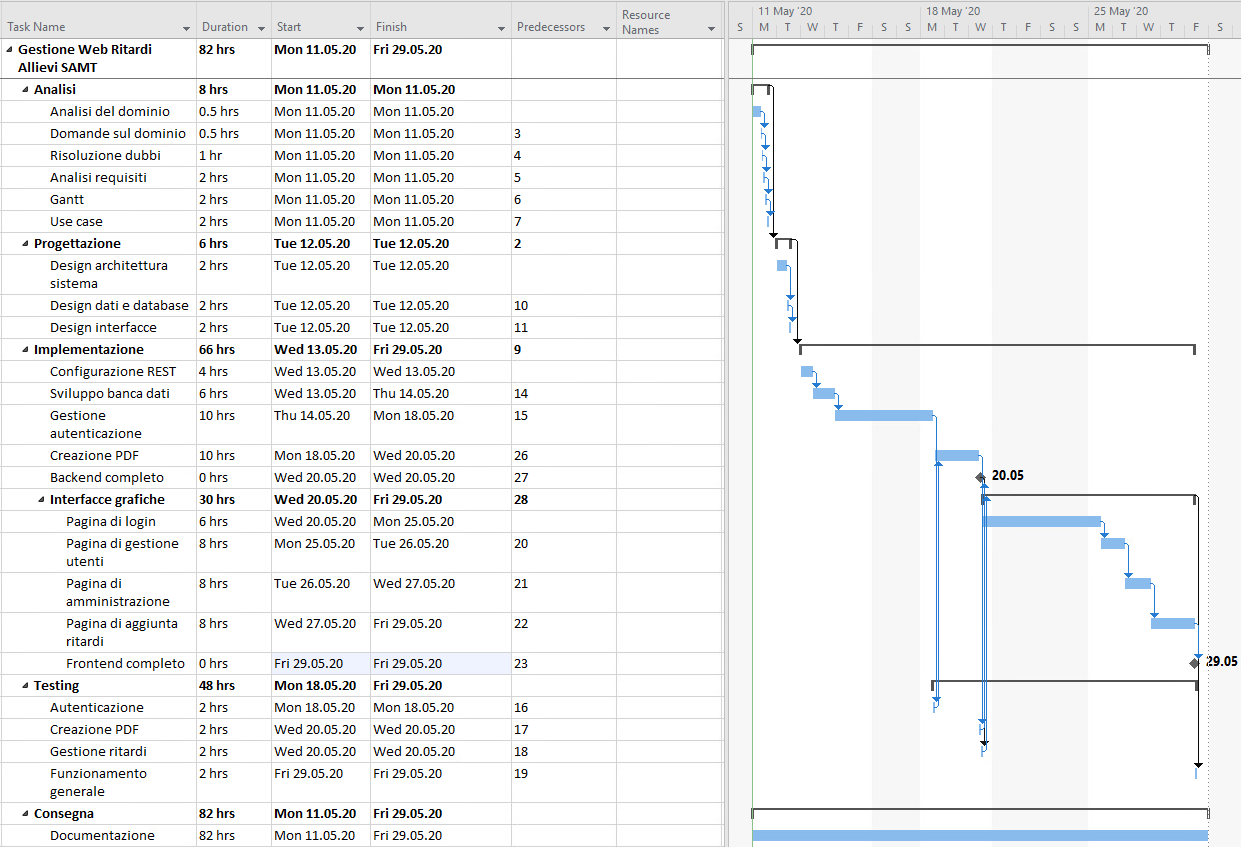 Task Name Duration Start Finish Predecessors Resource Names
11 May '20 18 May '20 25 May '20
S M T W T F S S M T W T F S S M T W T F S
Gestione Web Ritardi 82 hrs Mon 11.05.20 Fri 29.05.20
Allievi SAMT
Analisi 8 hrs Mon 11.05.20 Mon 11.05.20
Analisi del dominio 0.5 hrs Mon 11.05.20 Mon 11.05.20
Domande sul dominio 0.5 hrs Mon 11.05.20 Mon 11.05.20 3
Risoluzione dubbi 1 hr Mon 11.05.20 Mon 11.05.20 4
Analisi requisiti 2 hrs Mon 11.05.20 Mon 11.05.20 5
Gantt 2 hrs Mon 11.05.20 Mon 11.05.20 6
Use case 2 hrs Mon 11.05.20 Mon 11.05.20 7
Progettazione 6 hrs Tue 12.05.20 Tue 12.05.20 2
Design architettura 2 hrs Tue 12.05.20 Tue 12.05.20
sistema
Design dati e database 2 hrs Tue 12.05.20 Tue 12.05.20 10
Design interfacce 2 hrs Tue 12.05.20 Tue 12.05.20 11
Implementazione 66 hrs Wed 13.05.20 Fri 29.05.20 9
Configurazione REST 4 hrs Wed 13.05.20 Wed 13.05.20
Sviluppo banca dati 6 hrs Wed 13.05.20 Thu 14.05.20 14
Gestione 10 hrs Thu 14.05.20 Mon 18.05.20 15
autenticazione
Creazione PDF 10 hrs Mon 18.05.20 Wed 20.05.20 26
Backend completo 0 hrs Wed 20.05.20 Wed 20.05.20 27 20.05
Interfacce grafiche 30 hrs Wed 20.05.20 Fri 29.05.20 28
Pagina di login 6 hrs Wed 20.05.20 Mon 25.05.20
Pagina di gestione 8 hrs Mon 25.05.20 Tue 26.05.20 20
utenti
Pagina di 8 hrs Tue 26.05.20 Wed 27.05.20 21
amministrazione
Pagina di aggiunta 8 hrs Wed 27.05.20 Fri 29.05.20 22
ritardi
Frontend completo 0 hrs Fri 29.05.20 Fri 29.05.20 23 29.05
Testing 48 hrs Mon 18.05.20 Fri 29.05.20
Autenticazione 2 hrs Mon 18.05.20 Mon 18.05.20 16
Creazione PDF 2 hrs Wed 20.05.20 Wed 20.05.20 17
Gestione ritardi 2 hrs Wed 20.05.20 Wed 20.05.20 18
Funzionamento 2 hrs Fri 29.05.20 Fri 29.05.20 19
generale
Consegna 82 hrs Mon 11.05.20 Fri 29.05.20
Documentazione 82 hrs Mon 11.05.20 Fri 29.05.20